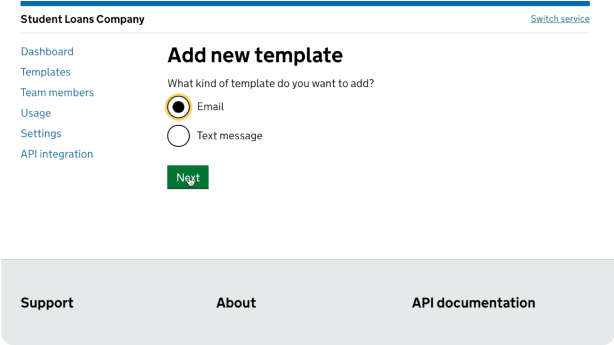 Student Loans Company
Switch service
Dashboard
Templates
Team members
Usage
Settings
API integration
Add new template
What kind of template do you want to add?
Email
Text message
Next
Support
About
API documentation